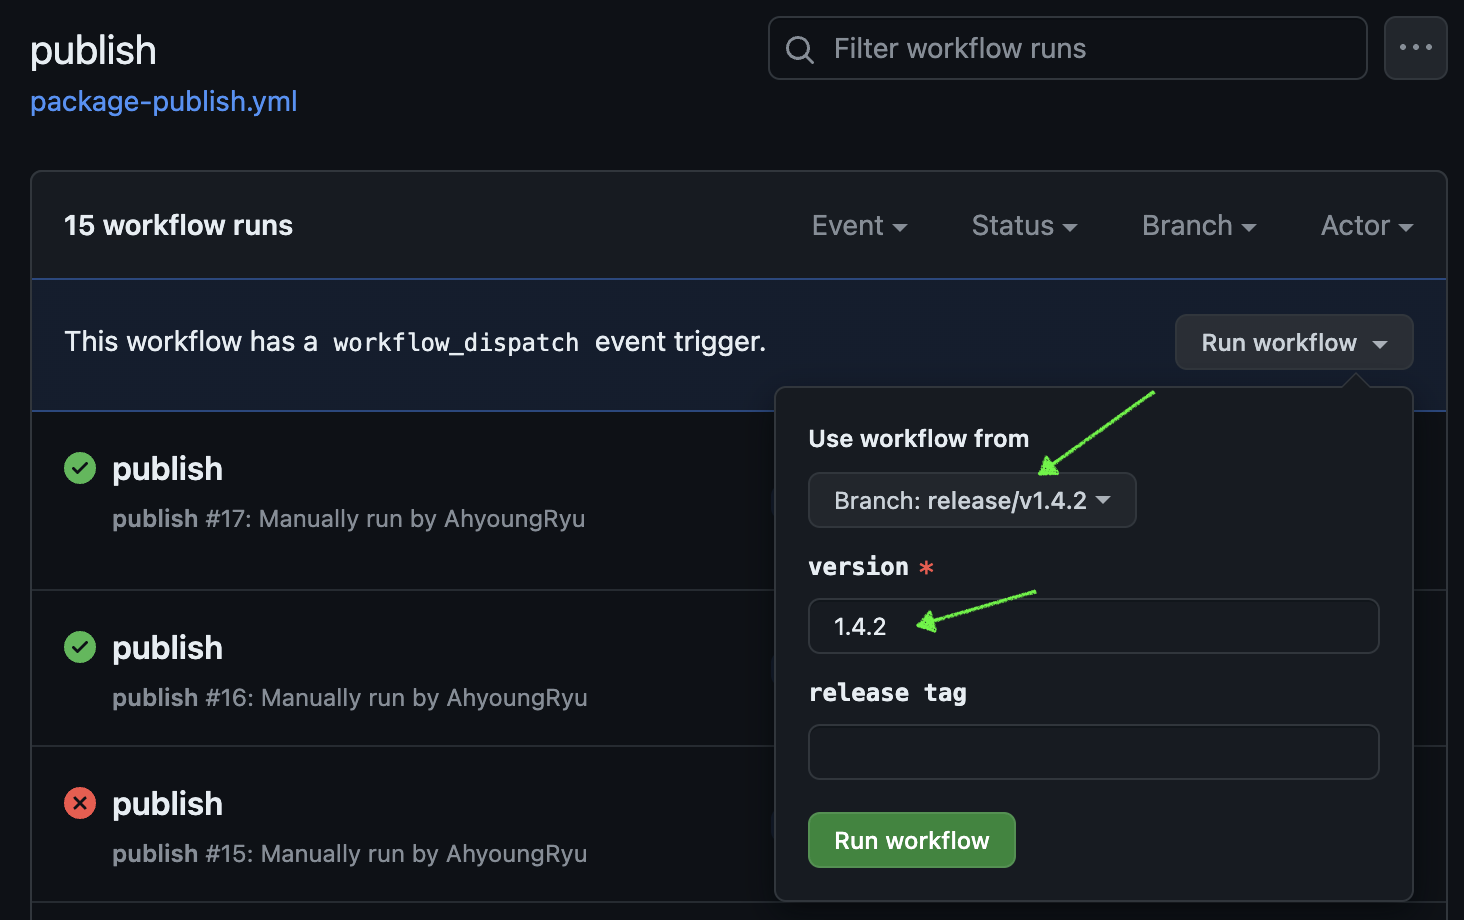 publish
Filter workflow runs
package-publish.yml
15 workflow runs
Event
Status
Branch
Actor
This workflow has a workflow_dispatch event trigger.
Run workflow
Use workflow from
Branch: release/v1.4.2
version *
1.4.2
release tag
Run workflow
publish
publish #17: Manually run by AhyoungRyu
publish
publish #16: Manually run by AhyoungRyu
publish
publish #15: Manually run by AhyoungRyu